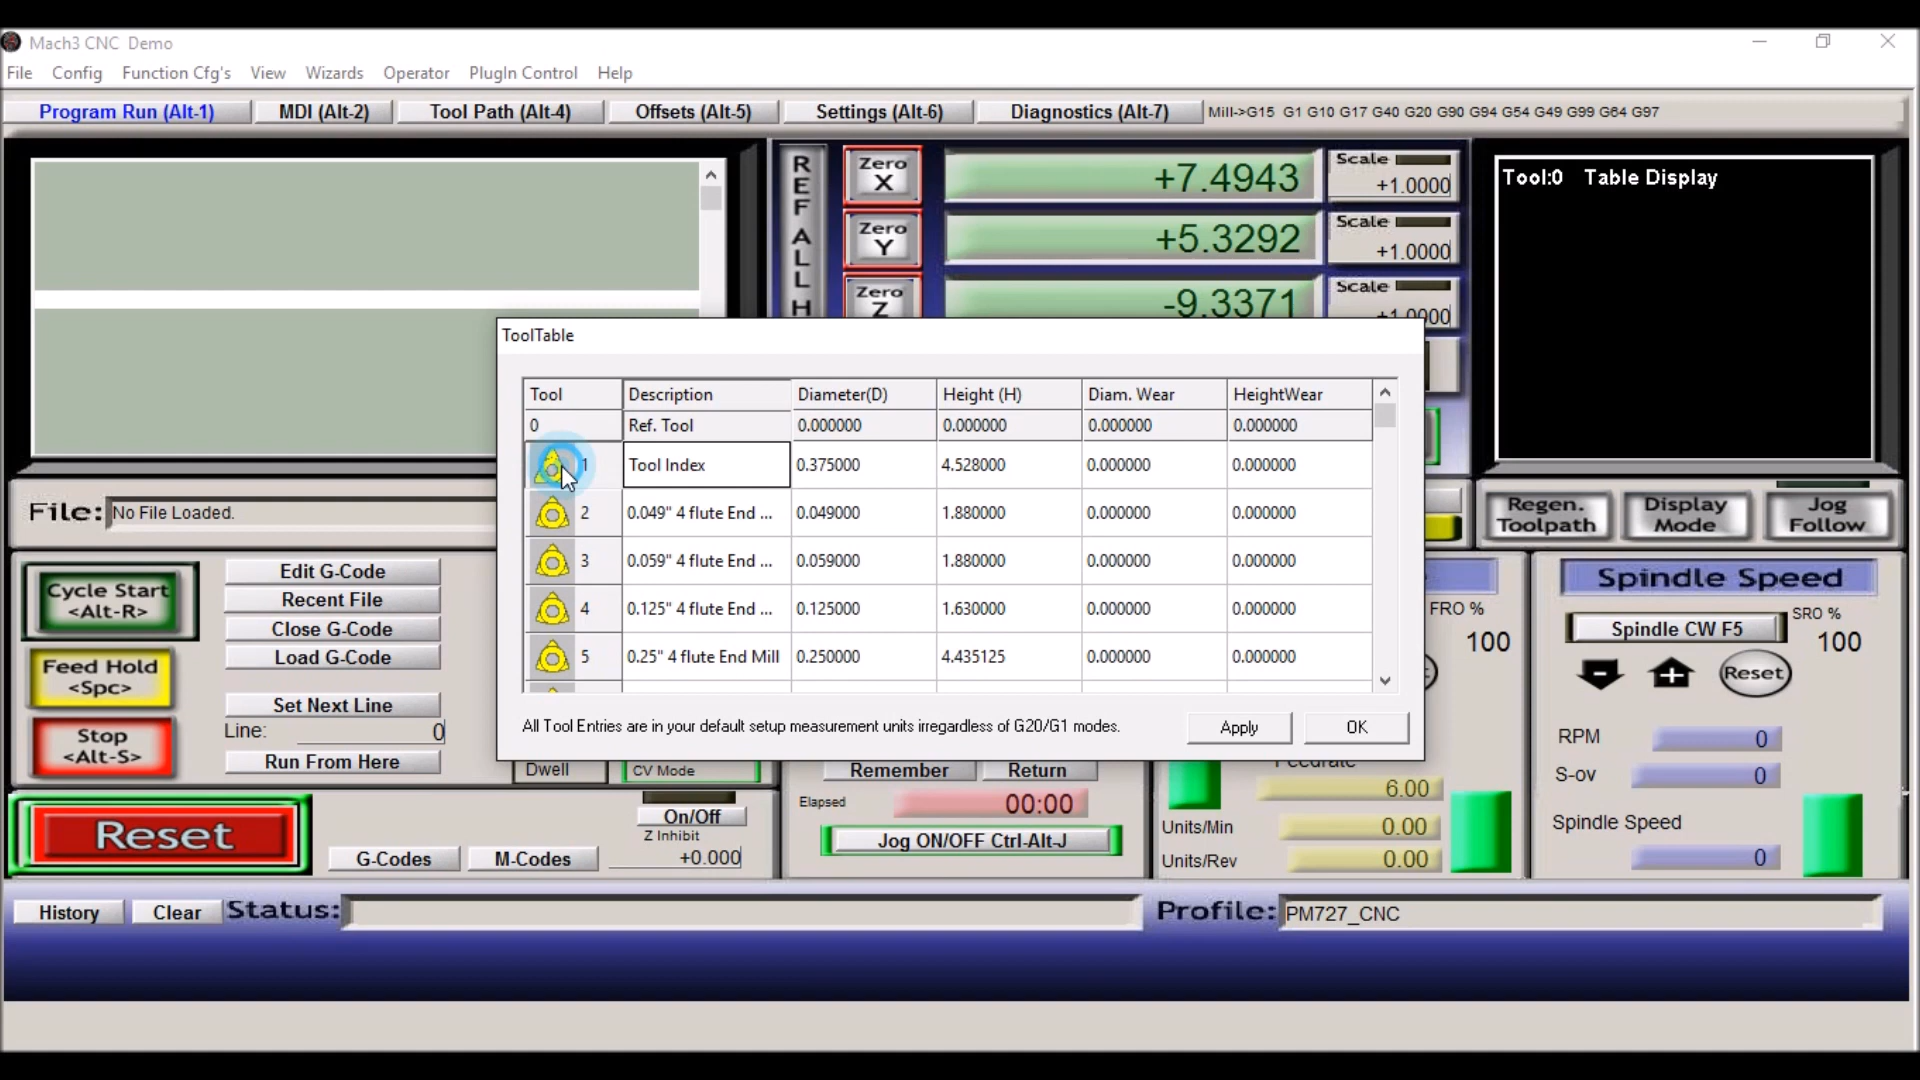 Mach3 CNC Demo
File Config Function Cfg's View Wizards Operator PlugIn Control Help
Program Run (Alt-1) MDI (Alt-2) Tool Path (Alt-4) Offsets (Alt-5) Settings (Alt-6) Diagnostics (Alt-7) Mill->G15 G1 G10 G17 G40 G20 G90 G94 G54 G49 G99 G64 G97
REF ALL H
Zero X +7.4943 Scale +1.0000
Zero Y +5.3292 Scale +1.0000
Zero Z -9.3371 Scale +1.0000
Tool:0 Table Display
ToolTable
Tool Description Diameter(D) Height (H) Diam. Wear HeightWear
0 Ref. Tool 0.000000 0.000000 0.000000 0.000000
1 Tool Index 0.375000 4.528000 0.000000 0.000000
2 0.049" 4 flute End ... 0.049000 1.880000 0.000000 0.000000
3 0.059" 4 flute End ... 0.059000 1.880000 0.000000 0.000000
4 0.125" 4 flute End ... 0.125000 1.630000 0.000000 0.000000
5 0.25" 4 flute End Mill 0.250000 4.435125 0.000000 0.000000
All Tool Entries are in your default setup measurement units irregardless of G20/G1 modes. Apply OK
File: No File Loaded.
Regen. Toolpath Display Mode Jog Follow
Cycle Start <Alt-R>
Feed Hold <Spc>
Stop <Alt-S>
Edit G-Code
Recent File
Close G-Code
Load G-Code
Set Next Line
Line: 0
Run From Here
Dwell CV Mode
Reset
G-Codes M-Codes
On/Off
Z Inhibit
+0.000
Remember Return
Elapsed 00:00
Jog ON/OFF Ctrl-Alt-J
FRO %
100
Feedrate
6.00
Units/Min 0.00
Units/Rev 0.00
Spindle Speed
Spindle CW F5
SRO %
100
Reset
RPM 0
S-ov 0
Spindle Speed
0
History Clear Status: Profile: PM727_CNC